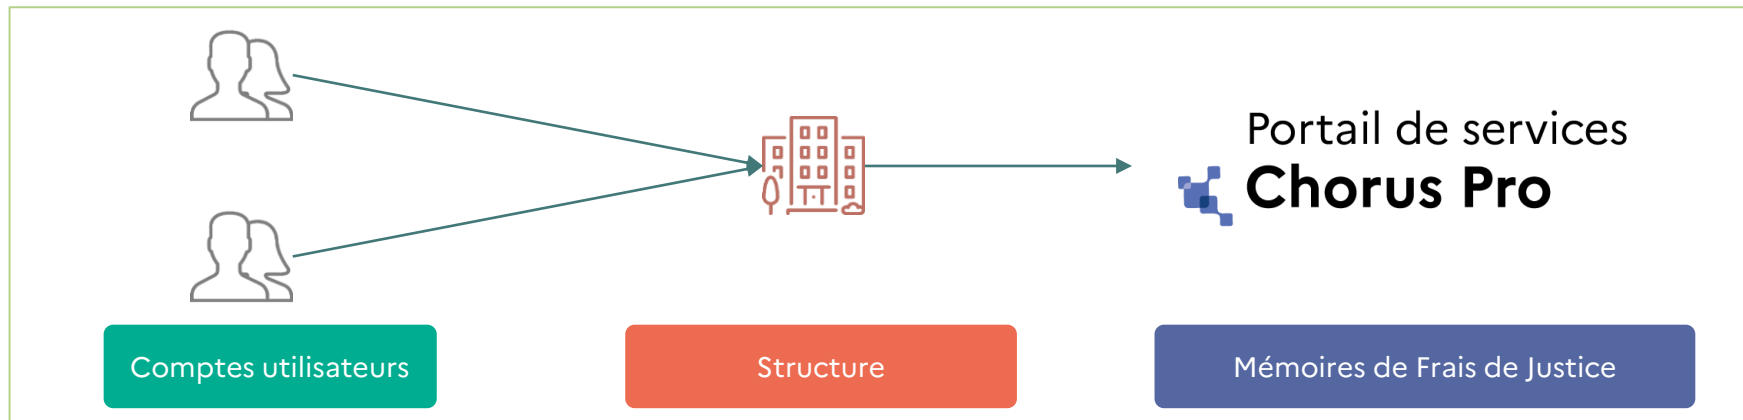 Portail de services
Chorus Pro
Comptes utilisateurs
Structure
Mémoires de Frais de Justice